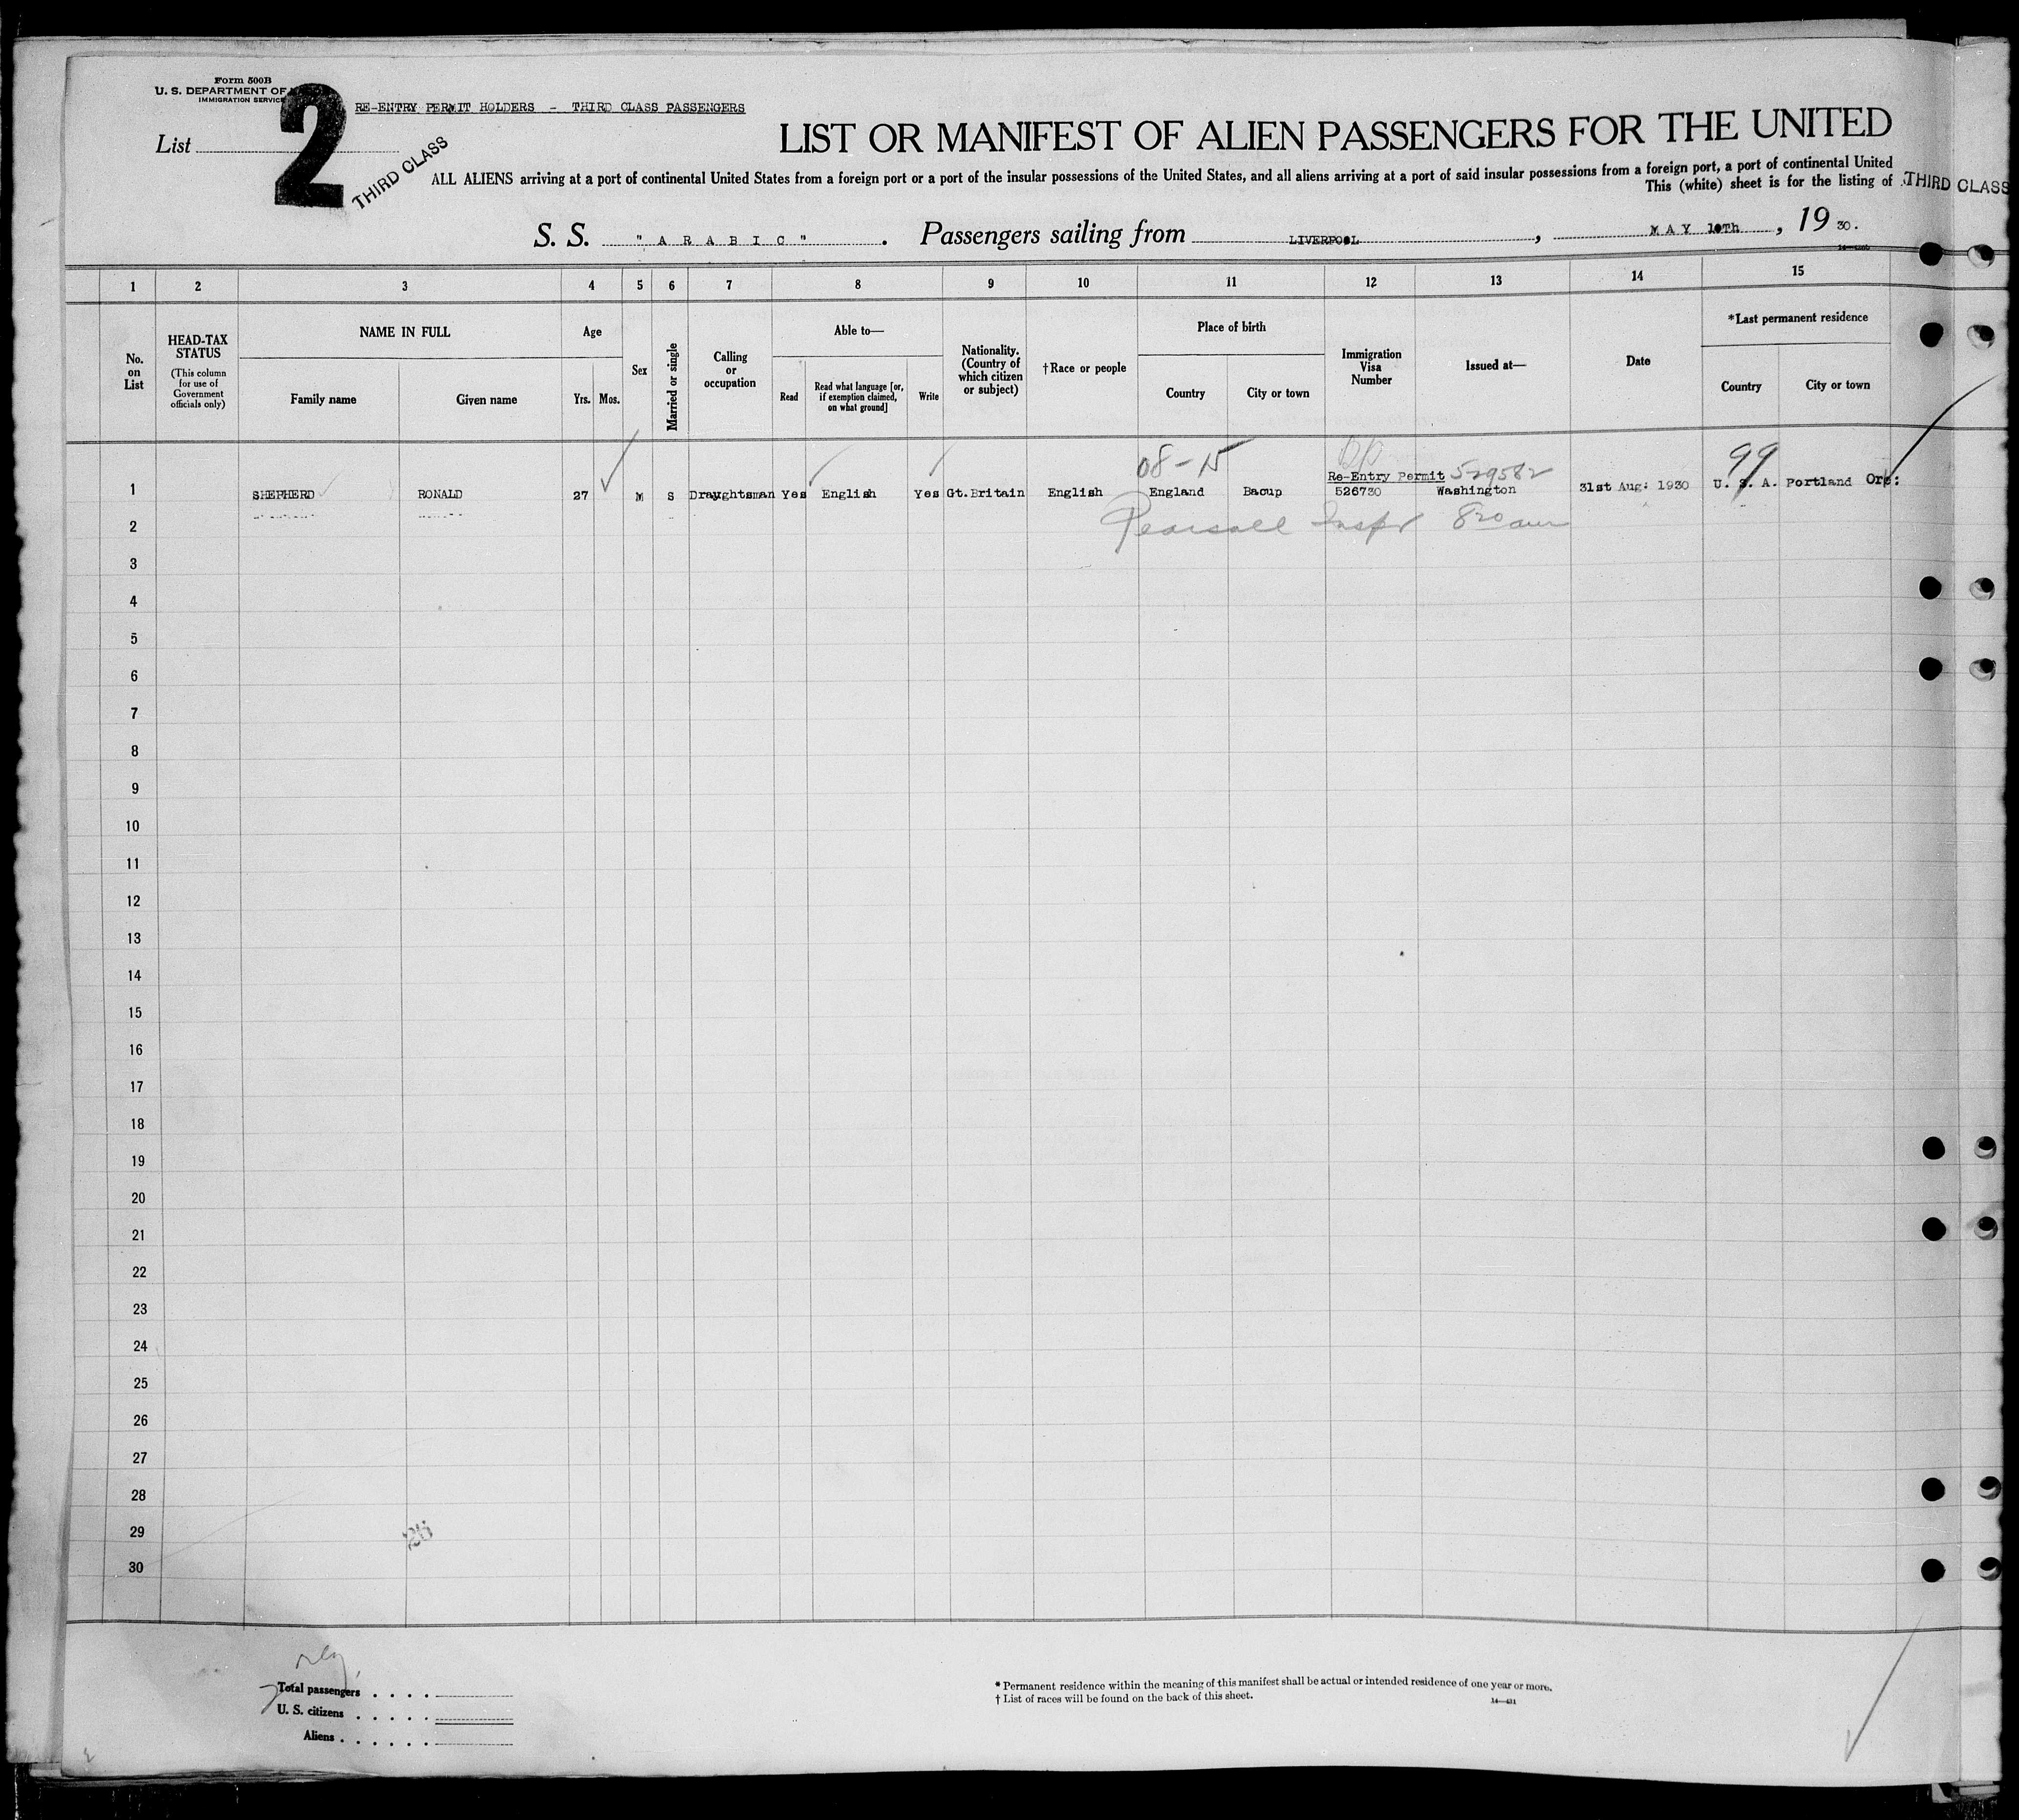 Form 500B
U. S. DEPARTMENT OF
IMMIGRATION SERVICE
List
2
THIRD CLASS
RE-ENTRY PERMIT HOLDERS - THIRD CLASS PASSENGERS
LIST OR MANIFEST OF ALIEN PASSENGERS FOR THE UNITED
ALL ALIENS arriving at a port of continental United States from a foreign port or a port of the insular possessions of the United States, and all aliens arriving at a port of said insular possessions from a foreign port, a port of continental United
This (white) sheet is for the listing of THIRD CLASS
S. S. "ARABIC". Passengers sailing from LIVERPOOL, MAY 10Th, 19 30.
1 2 3 4 5 6 7 8 9 10 11 12 13 14 15
No. on List
HEAD-TAX STATUS
(This column for use of Government officials only)
NAME IN FULL
Family name
Given name
Age
Yrs. Mos.
Sex
Married or single
Calling or occupation
Able to—
Read
Read what language [or, if exemption claimed, on what ground]
Write
Nationality. (Country of which citizen or subject)
†Race or people
Place of birth
Country
City or town
Immigration Visa Number
Issued at—
Date
*Last permanent residence
Country
City or town
08-15
99
Re-Entry Permit 529582
1 SHEPHERD RONALD 27 M S Draughtsman Yes English Yes Gt.Britain English England Bacup 526730 Washington 31st Aug: 1930 U. S. A. Portland Ore:
Pearsall Inspr 8 20 am
2
3
4
5
6
7
8
9
10
11
12
13
14
15
16
17
18
19
20
21
22
23
24
25
26
27
28
29
30
26
Total passengers
U. S. citizens
Aliens
* Permanent residence within the meaning of this manifest shall be actual or intended residence of one year or more.
† List of races will be found on the back of this sheet.